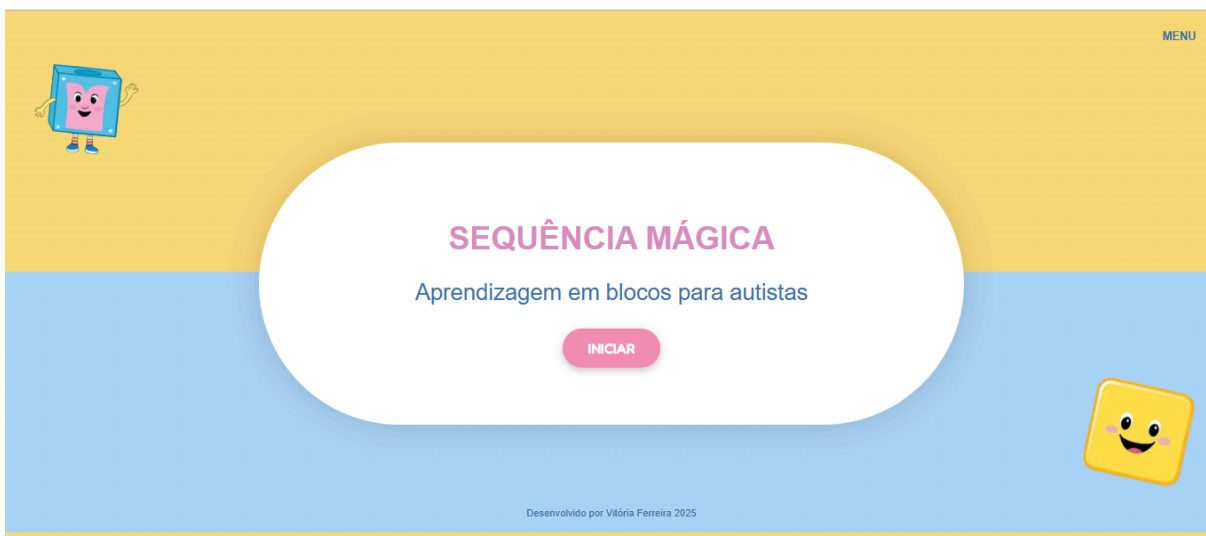 MENU
SEQUÊNCIA MÁGICA
Aprendizagem em blocos para autistas
INICIAR
Desenvolvido por Vitória Ferreira 2025